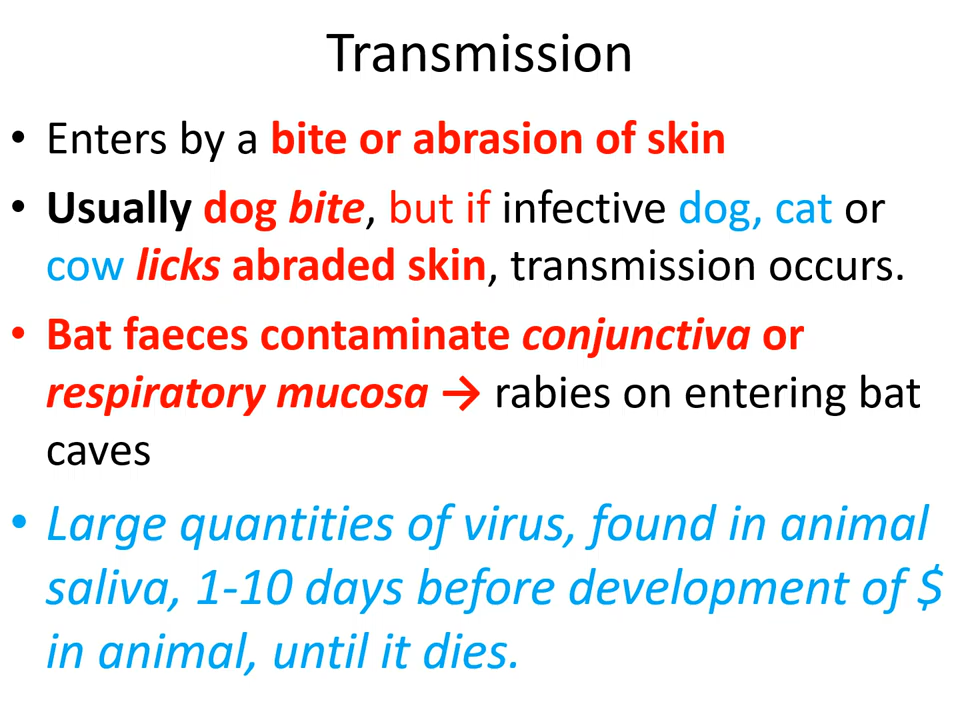 Transmission
• Enters by a bite or abrasion of skin
• Usually dog bite, but if infective dog, cat or
cow licks abraded skin, transmission occurs.
• Bat faeces contaminate conjunctiva or
respiratory mucosa → rabies on entering bat
caves
• Large quantities of virus, found in animal
saliva, 1-10 days before development of $
in animal, until it dies.